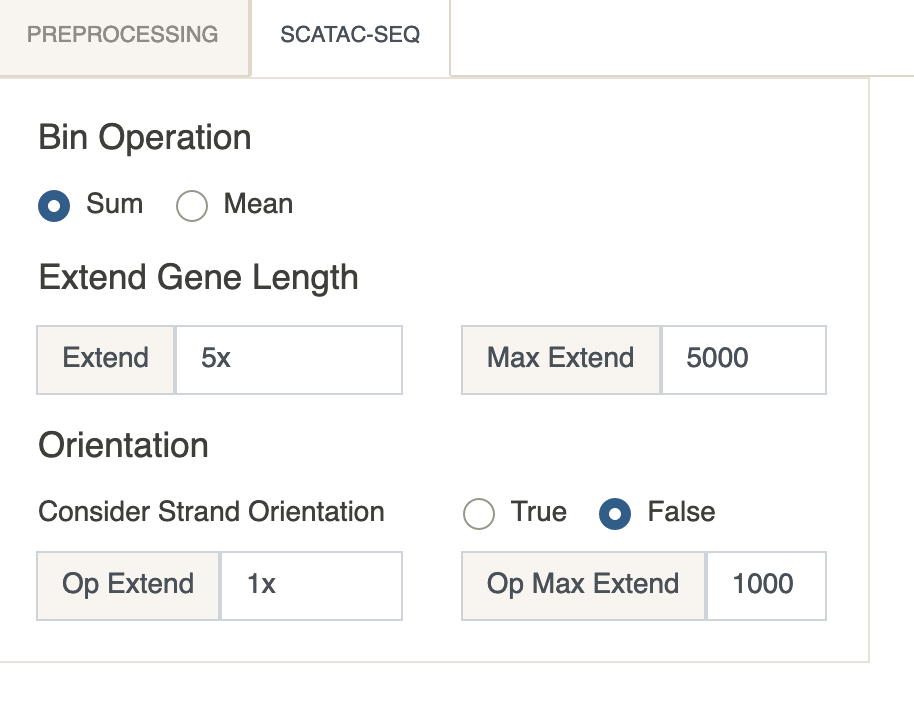 PREPROCESSING SCATAC-SEQ
Bin Operation
Sum Mean
Extend Gene Length
Extend 5x Max Extend 5000
Orientation
Consider Strand Orientation True False
Op Extend 1x Op Max Extend 1000